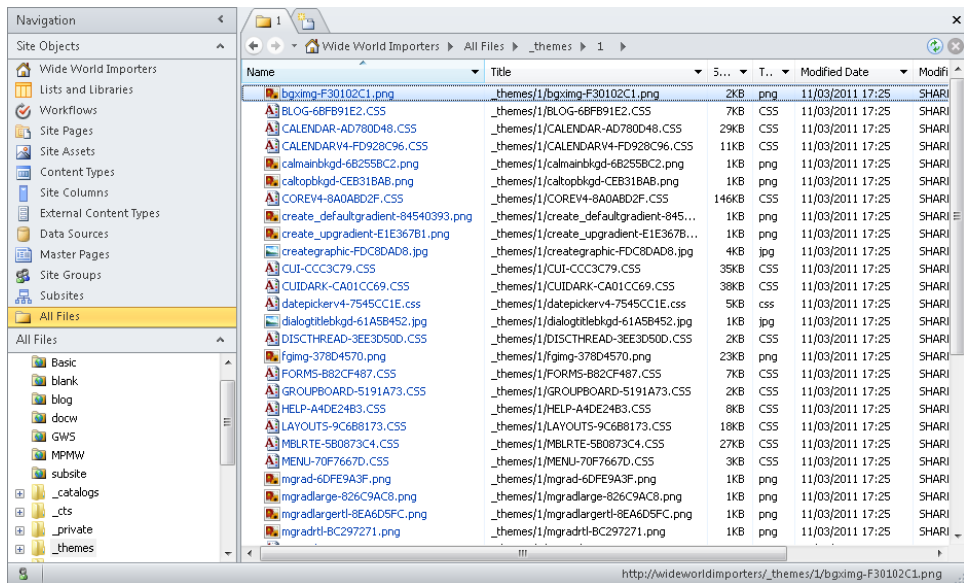 Navigation
Site Objects
Wide World Importers
Lists and Libraries
Workflows
Site Pages
Site Assets
Content Types
Site Columns
External Content Types
Data Sources
Master Pages
Site Groups
Subsites
All Files
All Files
Basic
blank
blog
docw
GWS
MPMW
subsite
_catalogs
_cts
_private
_themes
1
Wide World Importers All Files _themes 1
Name Title S... T.. Modified Date Modifi
bgximg-F30102C1.png _themes/1/bgximg-F30102C1.png 2KB png 11/03/2011 17:25 SHARI
BLOG-6BFB91E2.CSS _themes/1/BLOG-6BFB91E2.CSS 7KB CSS 11/03/2011 17:25 SHARI
CALENDAR-AD780D48.CSS _themes/1/CALENDAR-AD780D48.CSS 29KB CSS 11/03/2011 17:25 SHARI
CALENDARV4-FD928C96.CSS _themes/1/CALENDARV4-FD928C96.CSS 11KB CSS 11/03/2011 17:25 SHARI
calmainbkgd-6B255BC2.png _themes/1/calmainbkgd-6B255BC2.png 1KB png 11/03/2011 17:25 SHARI
caltopbkgd-CEB31BAB.png _themes/1/caltopbkgd-CEB31BAB.png 1KB png 11/03/2011 17:25 SHARI
COREV4-8A0ABD2F.CSS _themes/1/COREV4-8A0ABD2F.CSS 146KB CSS 11/03/2011 17:25 SHARI
create_defaultgradient-84540393.png _themes/1/create_defaultgradient-845... 1KB png 11/03/2011 17:25 SHARI
create_upgradient-E1E367B1.png _themes/1/create_upgradient-E1E367B... 1KB png 11/03/2011 17:25 SHARI
creategraphic-FDC8DAD8.jpg _themes/1/creategraphic-FDC8DAD8.jpg 4KB jpg 11/03/2011 17:25 SHARI
CUI-CCC3C79.CSS _themes/1/CUI-CCC3C79.CSS 35KB CSS 11/03/2011 17:25 SHARI
CUIDARK-CA01CC69.CSS _themes/1/CUIDARK-CA01CC69.CSS 38KB CSS 11/03/2011 17:25 SHARI
datepickerv4-7545CC1E.css _themes/1/datepickerv4-7545CC1E.css 5KB css 11/03/2011 17:25 SHARI
dialogtitlebkgd-61A5B452.jpg _themes/1/dialogtitlebkgd-61A5B452.jpg 1KB jpg 11/03/2011 17:25 SHARI
DISCTHREAD-3EE3D50D.CSS _themes/1/DISCTHREAD-3EE3D50D.CSS 2KB CSS 11/03/2011 17:25 SHARI
fgimg-378D4570.png _themes/1/fgimg-378D4570.png 23KB png 11/03/2011 17:25 SHARI
FORMS-B82CF487.CSS _themes/1/FORMS-B82CF487.CSS 7KB CSS 11/03/2011 17:25 SHARI
GROUPBOARD-5191A73.CSS _themes/1/GROUPBOARD-5191A73.CSS 2KB CSS 11/03/2011 17:25 SHARI
HELP-A4DE24B3.CSS _themes/1/HELP-A4DE24B3.CSS 8KB CSS 11/03/2011 17:25 SHARI
LAYOUTS-9C6B8173.CSS _themes/1/LAYOUTS-9C6B8173.CSS 18KB CSS 11/03/2011 17:25 SHARI
MBLRTE-5B0873C4.CSS _themes/1/MBLRTE-5B0873C4.CSS 27KB CSS 11/03/2011 17:25 SHARI
MENU-70F7667D.CSS _themes/1/MENU-70F7667D.CSS 3KB CSS 11/03/2011 17:25 SHARI
mgrad-6DFE9A3F.png _themes/1/mgrad-6DFE9A3F.png 1KB png 11/03/2011 17:25 SHARI
mgradlarge-826C9AC8.png _themes/1/mgradlarge-826C9AC8.png 1KB png 11/03/2011 17:25 SHARI
mgradlargertl-8EA6D5FC.png _themes/1/mgradlargertl-8EA6D5FC.png 1KB png 11/03/2011 17:25 SHARI
mgradrtl-BC297271.png _themes/1/mgradrtl-BC297271.png 1KB png 11/03/2011 17:25 SHARI
http://wideworldimporters/_themes/1/bgximg-F30102C1.png